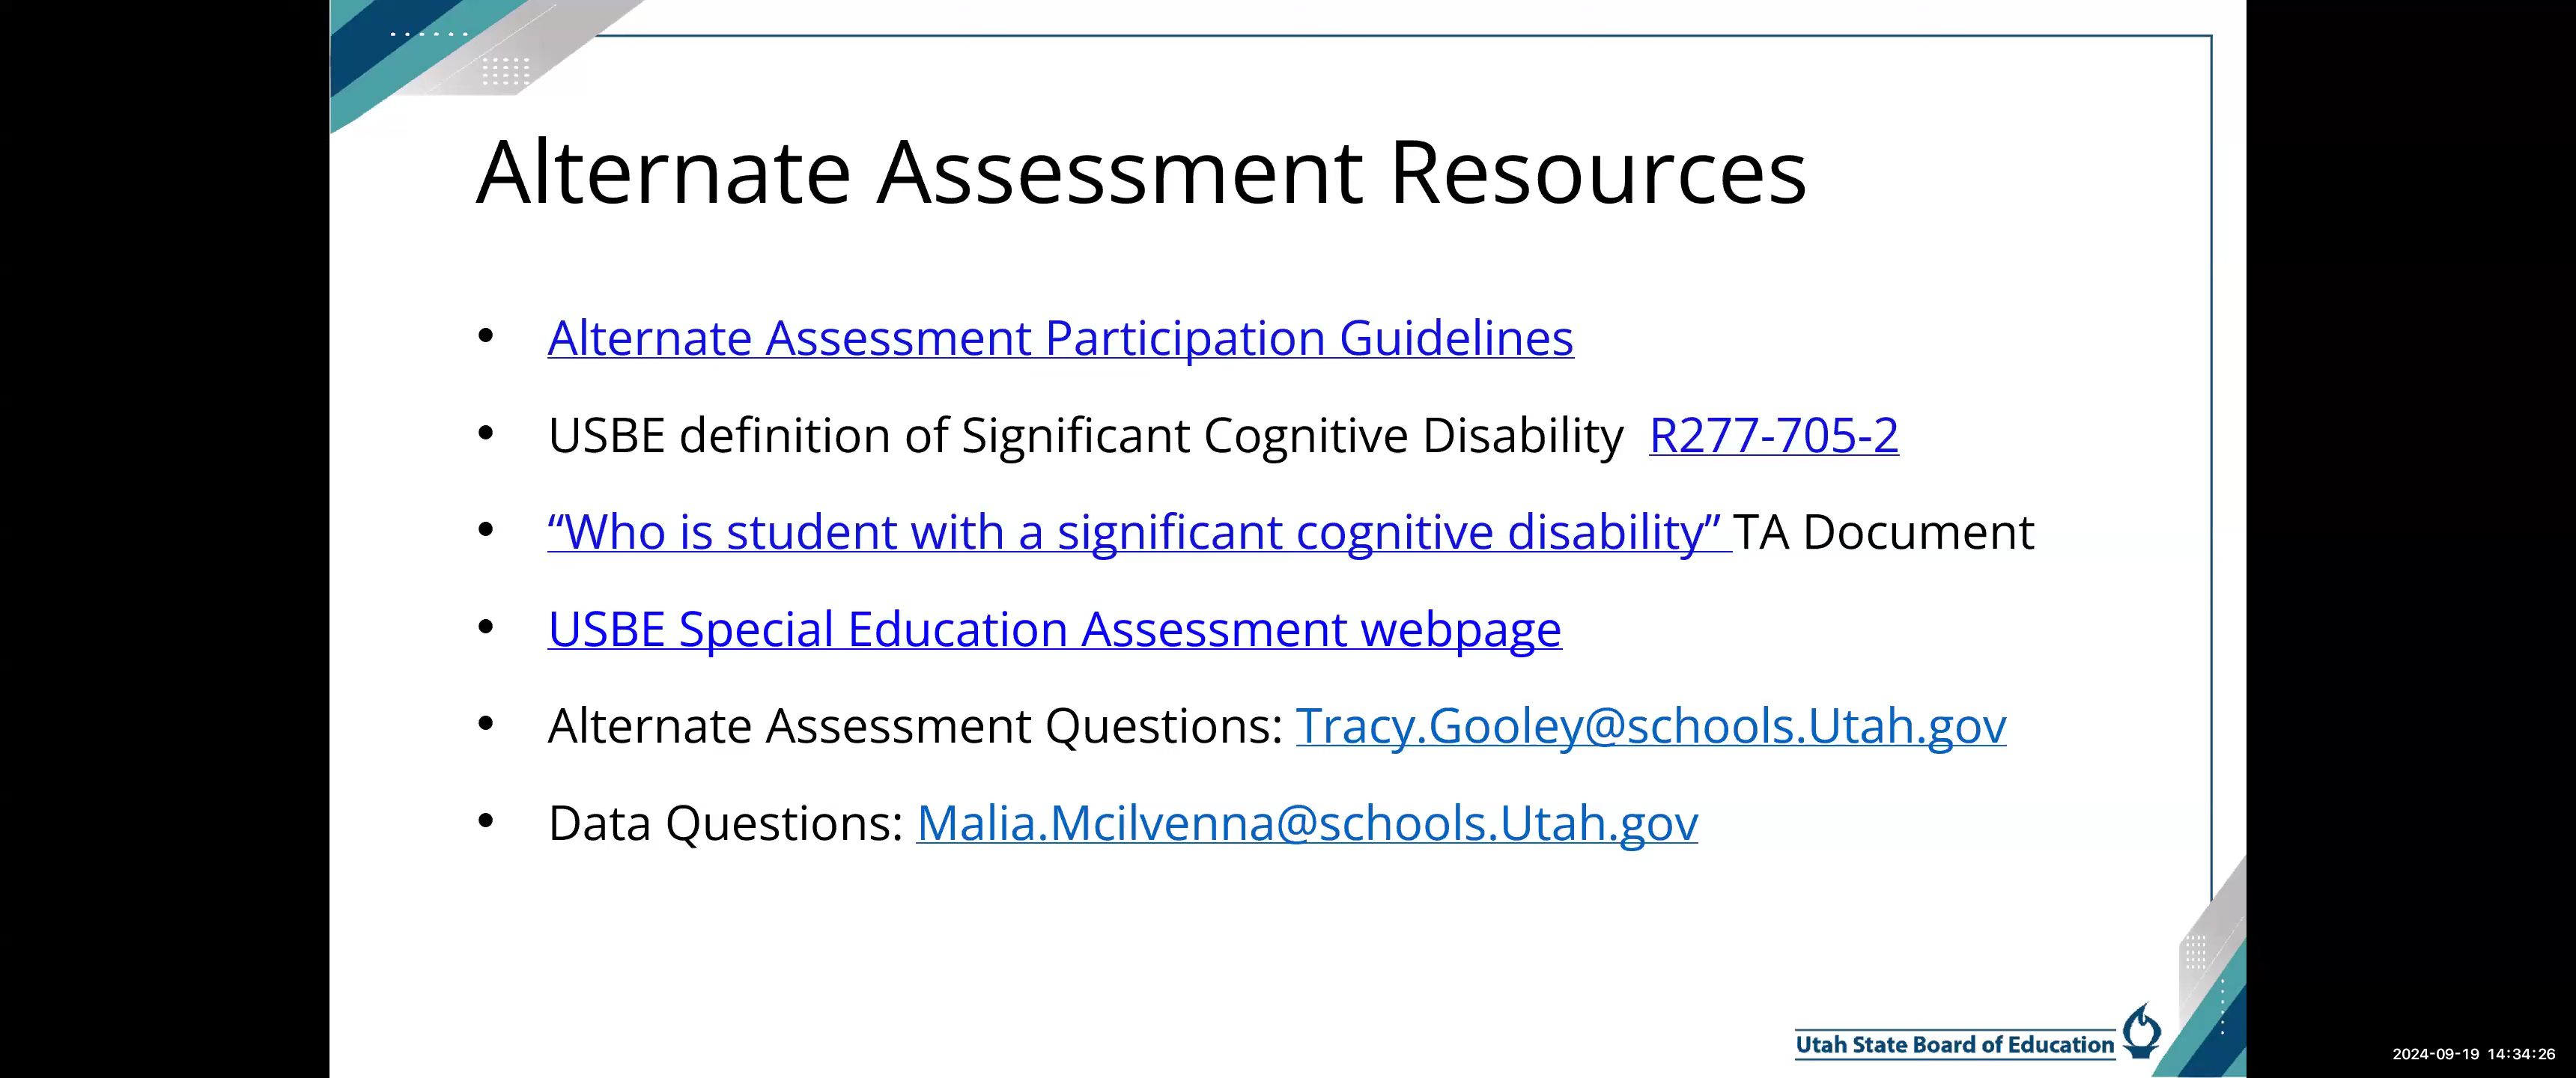 Alternate Assessment Resources
• Alternate Assessment Participation Guidelines
• USBE definition of Significant Cognitive Disability  R277-705-2
• “Who is student with a significant cognitive disability” TA Document
• USBE Special Education Assessment webpage
• Alternate Assessment Questions: Tracy.Gooley@schools.Utah.gov
• Data Questions: Malia.Mcilvenna@schools.Utah.gov
Utah State Board of Education
2024-09-19 14:34:26